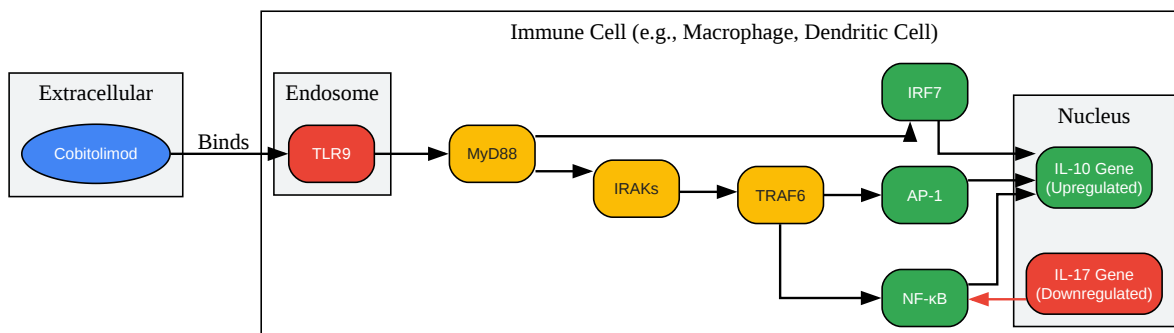 Immune Cell (e.g., Macrophage, Dendritic Cell)
Extracellular
Cobitolimod
Binds
Endosome
TLR9
MyD88
IRAKs
TRAF6
IRF7
AP-1
NF-κB
Nucleus
IL-10 Gene
(Upregulated)
IL-17 Gene
(Downregulated)